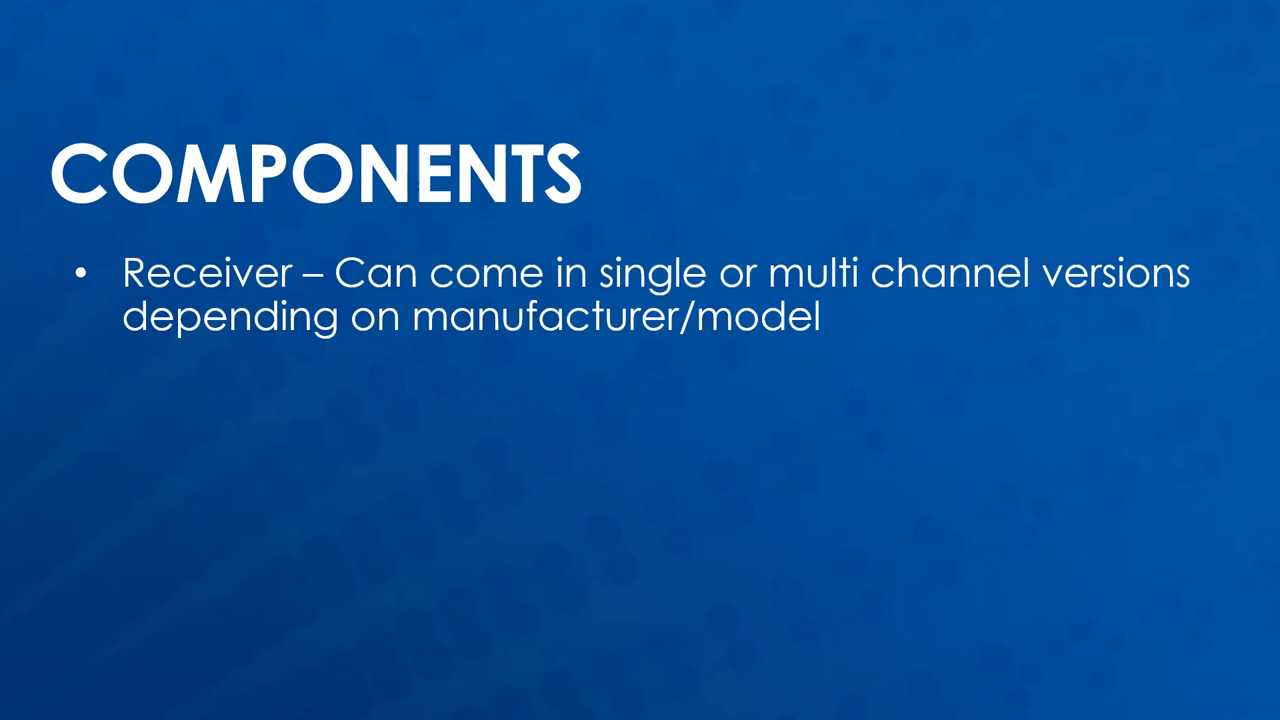 COMPONENTS
• Receiver – Can come in single or multi channel versions
depending on manufacturer/model